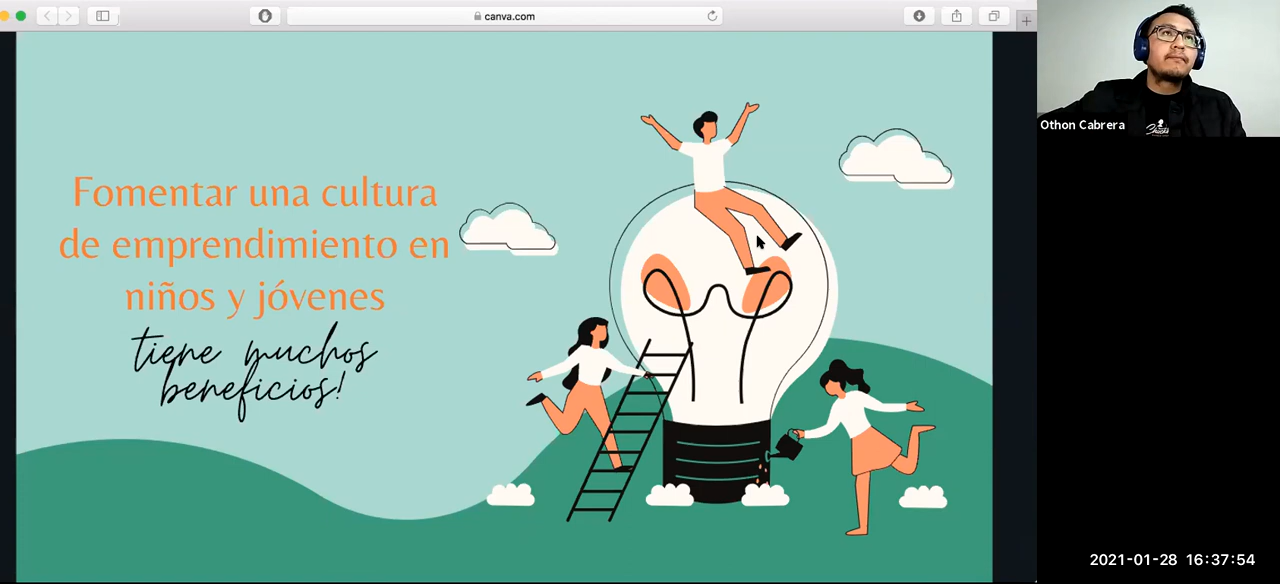 canva.com
Fomentar una cultura
de emprendimiento en
niños y jóvenes
tiene muchos
beneficios!
Othon Cabrera
2021-01-28 16:37:54